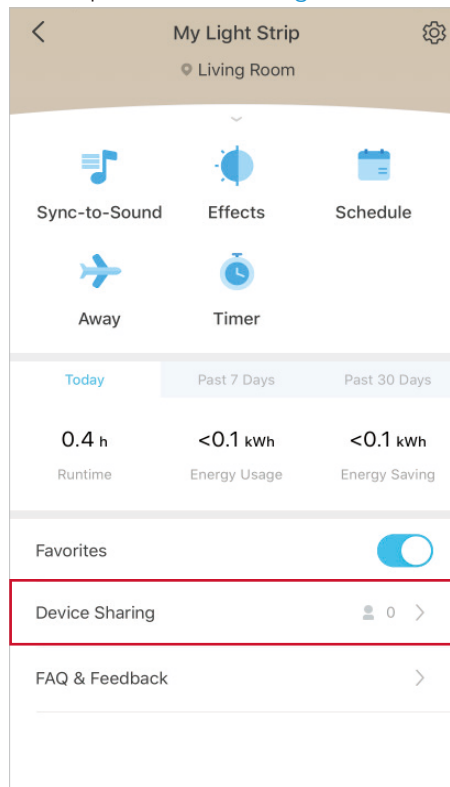 My Light Strip
Living Room
Sync-to-Sound Effects Schedule
Away Timer
Today Past 7 Days Past 30 Days
0.4 h <0.1 kWh <0.1 kWh
Runtime Energy Usage Energy Saving
Favorites
Device Sharing 0
FAQ & Feedback